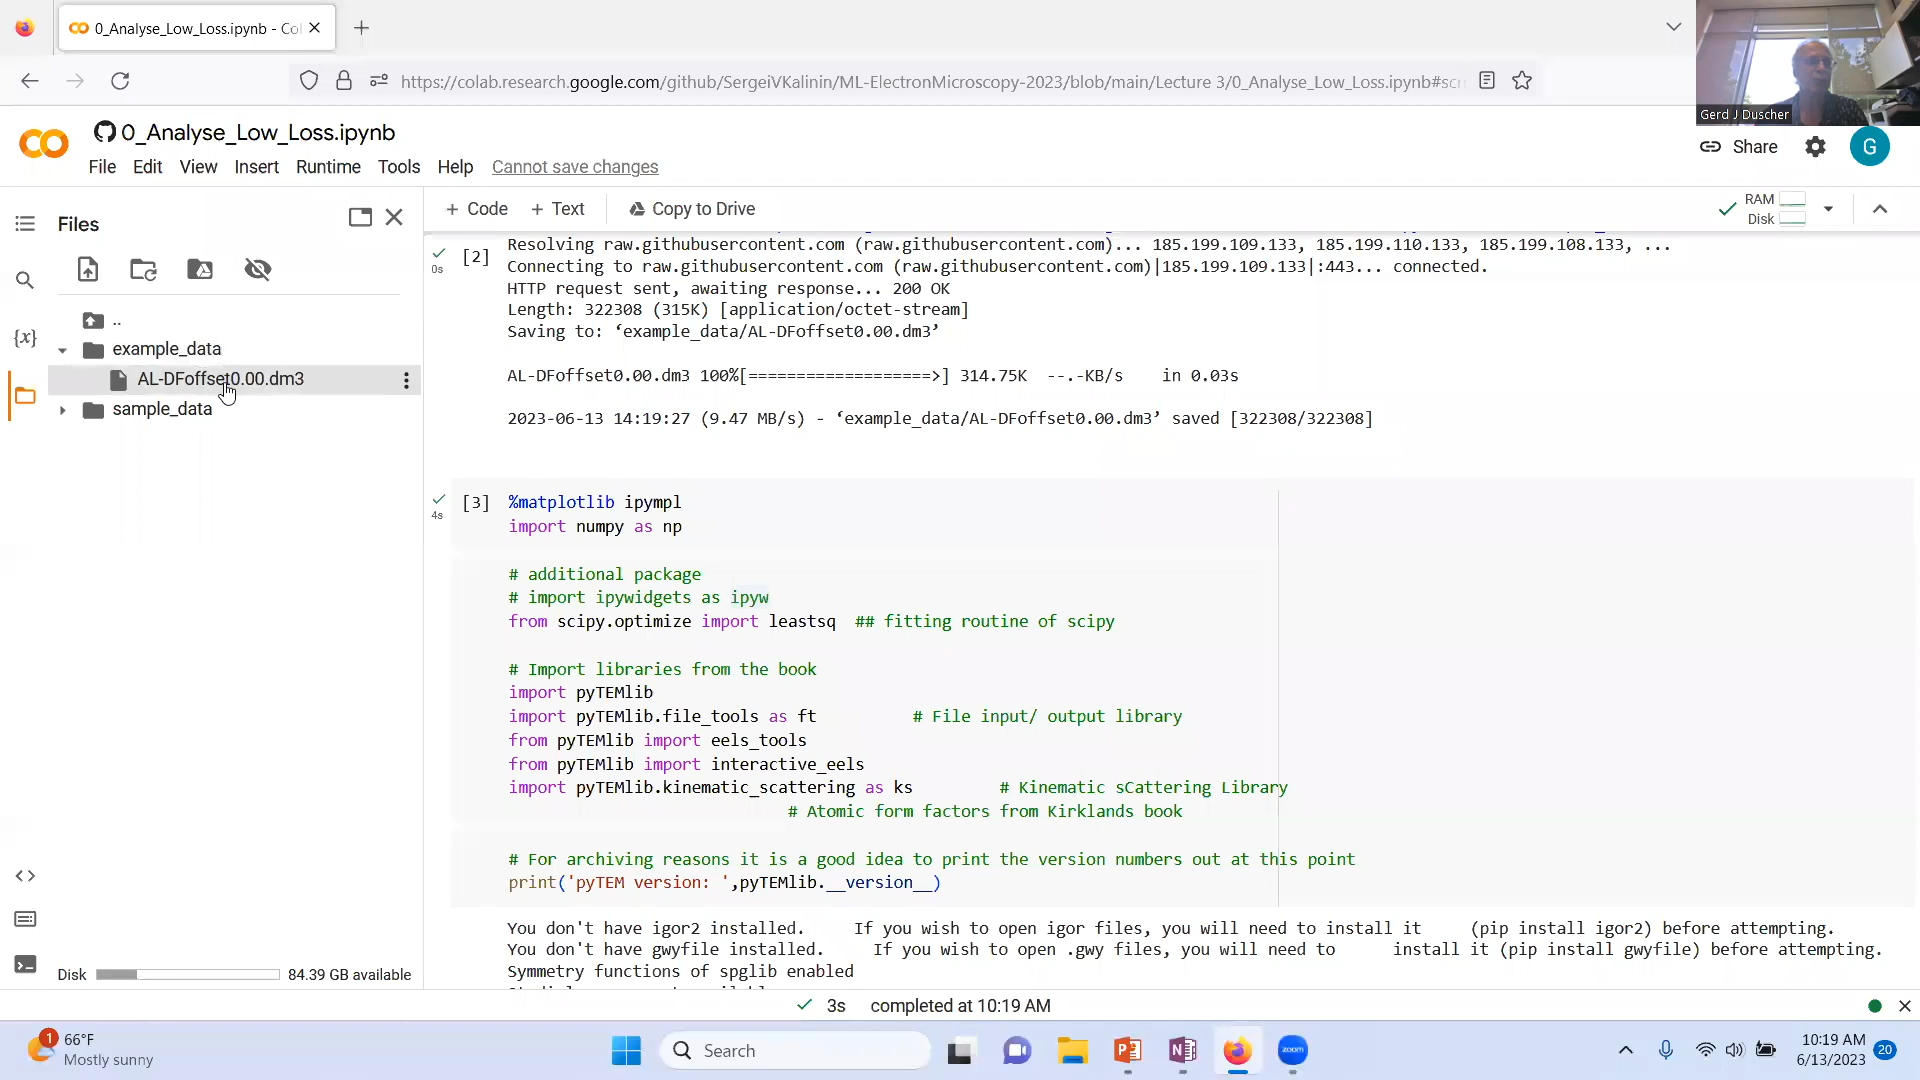 0_Analyse_Low_Loss.ipynb - Col
https://colab.research.google.com/github/SergeiVKalinin/ML-ElectronMicroscopy-2023/blob/main/Lecture 3/0_Analyse_Low_Loss.ipynb#scr
Gerd J Duscher
0_Analyse_Low_Loss.ipynb
File Edit View Insert Runtime Tools Help Cannot save changes
Share
G
Files
+ Code + Text Copy to Drive
RAM
Disk
..
example_data
AL-DFoffset0.00.dm3
sample_data
{x}
Disk 84.39 GB available
0s
[2]
Resolving raw.githubusercontent.com (raw.githubusercontent.com)... 185.199.109.133, 185.199.110.133, 185.199.108.133, ...
Connecting to raw.githubusercontent.com (raw.githubusercontent.com)|185.199.109.133|:443... connected.
HTTP request sent, awaiting response... 200 OK
Length: 322308 (315K) [application/octet-stream]
Saving to: ‘example_data/AL-DFoffset0.00.dm3’
AL-DFoffset0.00.dm3 100%[===================>] 314.75K --.-KB/s in 0.03s
2023-06-13 14:19:27 (9.47 MB/s) - ‘example_data/AL-DFoffset0.00.dm3’ saved [322308/322308]
4s
[3]
%matplotlib ipympl
import numpy as np
# additional package
# import ipywidgets as ipyw
from scipy.optimize import leastsq ## fitting routine of scipy
# Import libraries from the book
import pyTEMlib
import pyTEMlib.file_tools as ft # File input/ output library
from pyTEMlib import eels_tools
from pyTEMlib import interactive_eels
import pyTEMlib.kinematic_scattering as ks # Kinematic sCattering Library
# Atomic form factors from Kirklands book
# For archiving reasons it is a good idea to print the version numbers out at this point
print('pyTEM version: ',pyTEMlib.__version__)
You don't have igor2 installed. If you wish to open igor files, you will need to install it (pip install igor2) before attempting.
You don't have gwyfile installed. If you wish to open .gwy files, you will need to install it (pip install gwyfile) before attempting.
Symmetry functions of spglib enabled
3s completed at 10:19 AM
1
66°F
Mostly sunny
Search
zoom
10:19 AM
6/13/2023
20